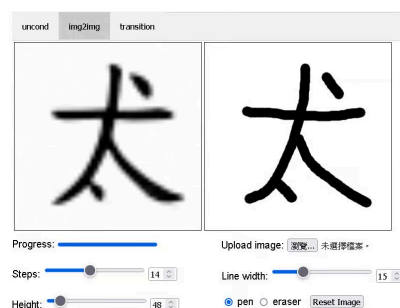 uncond img2img transition
Progress:
Steps: 14
Height: 48
Upload image: 瀏覽... 未選擇檔案。
Line width: 15
pen eraser Reset Image